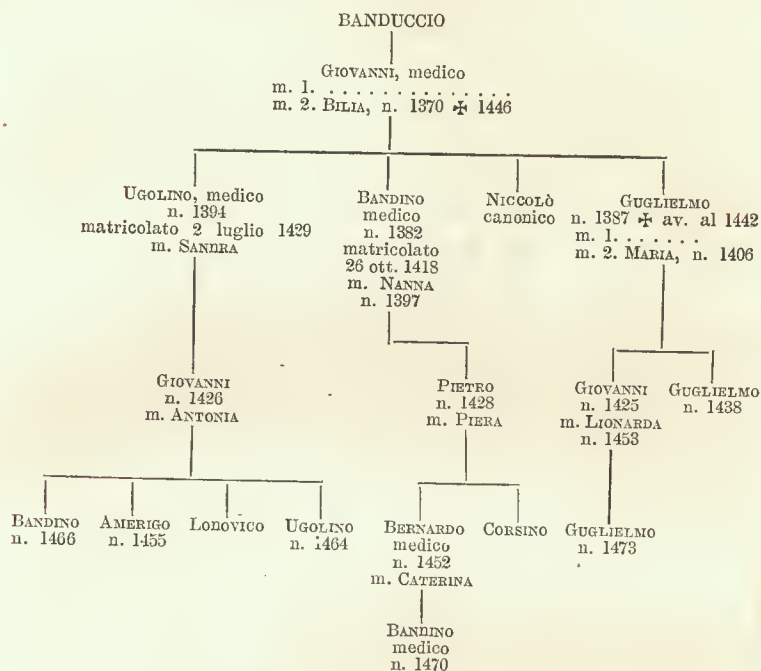 BANDUCCIO
GIOVANNI, medico
m. 1. . . . . . . . . . . . . . .
m. 2. BILIA, n. 1370 ✠ 1446
UGOLINO, medico
n. 1394
matricolato 2 luglio 1429
m. SANDRA
BANDINO
medico
n. 1382
matricolato
26 ott. 1418
m. NANNA
n. 1397
NICCOLÒ
canonico
GUGLIELMO
n. 1387 ✠ av. al 1442
m. 1. . . . . . .
m. 2. MARIA, n. 1406
GIOVANNI
n. 1426
m. ANTONIA
PIETRO
n. 1428
m. PIERA
GIOVANNI
n. 1425
m. LIONARDA
n. 1453
GUGLIELMO
n. 1438
BANDINO
n. 1466
AMERIGO
n. 1455
LODOVICO
UGOLINO
n. 1464
BERNARDO
medico
n. 1452
m. CATERINA
CORSINO
GUGLIELMO
n. 1473
BANDINO
medico
n. 1470